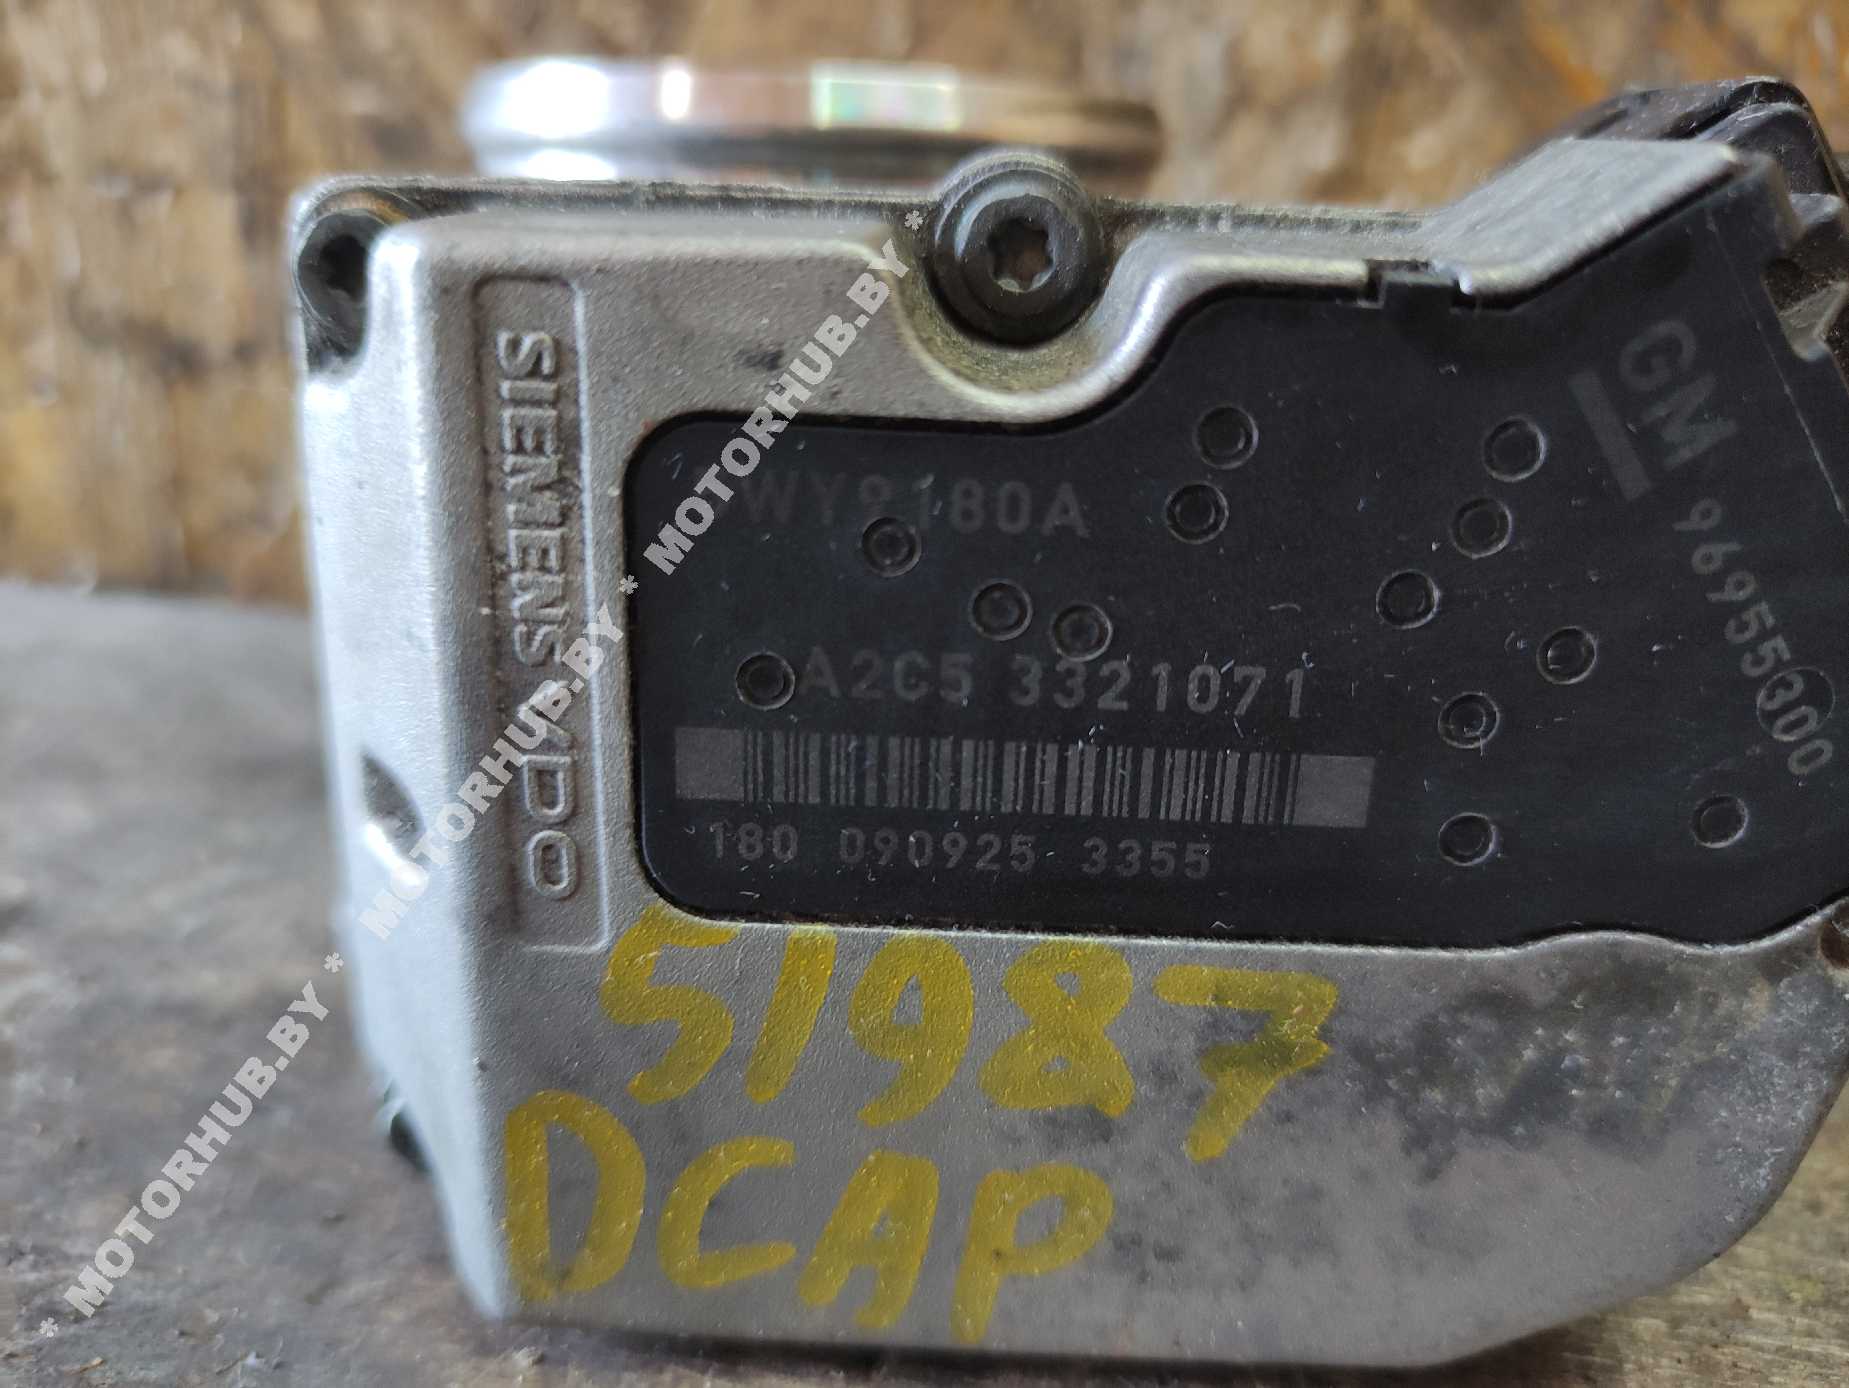 SIEMENS VDO
WY9180A
A2C5 3321071
180 090925 3355
GM
96955300
51987
DCAP
* MOTORHUB.BY * MOTORHUB.BY * MOTORHUB.BY * MOTORHUB.BY *